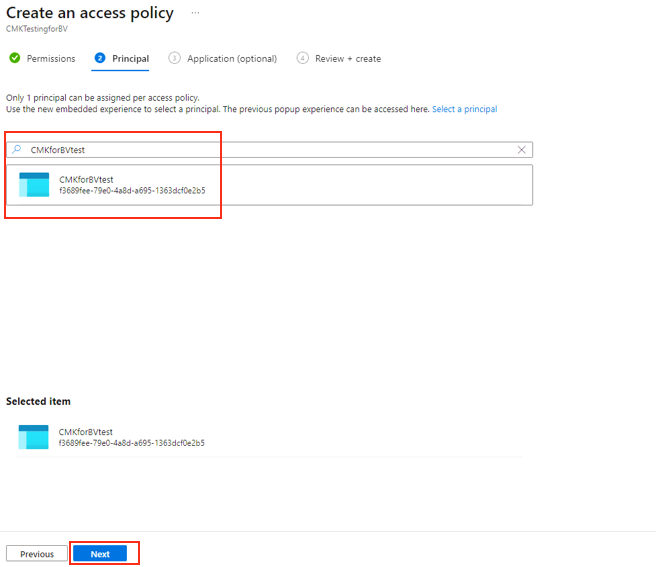 Create an access policy ...
CMKTestingforBV
Permissions
2 Principal
3 Application (optional)
4 Review + create
Only 1 principal can be assigned per access policy.
Use the new embedded experience to select a principal. The previous popup experience can be accessed here. Select a principal
CMKforBVtest
CMKforBVtest
f3689fee-79e0-4a8d-a695-1363dcf0e2b5
Selected item
CMKforBVtest
f3689fee-79e0-4a8d-a695-1363dcf0e2b5
Previous
Next